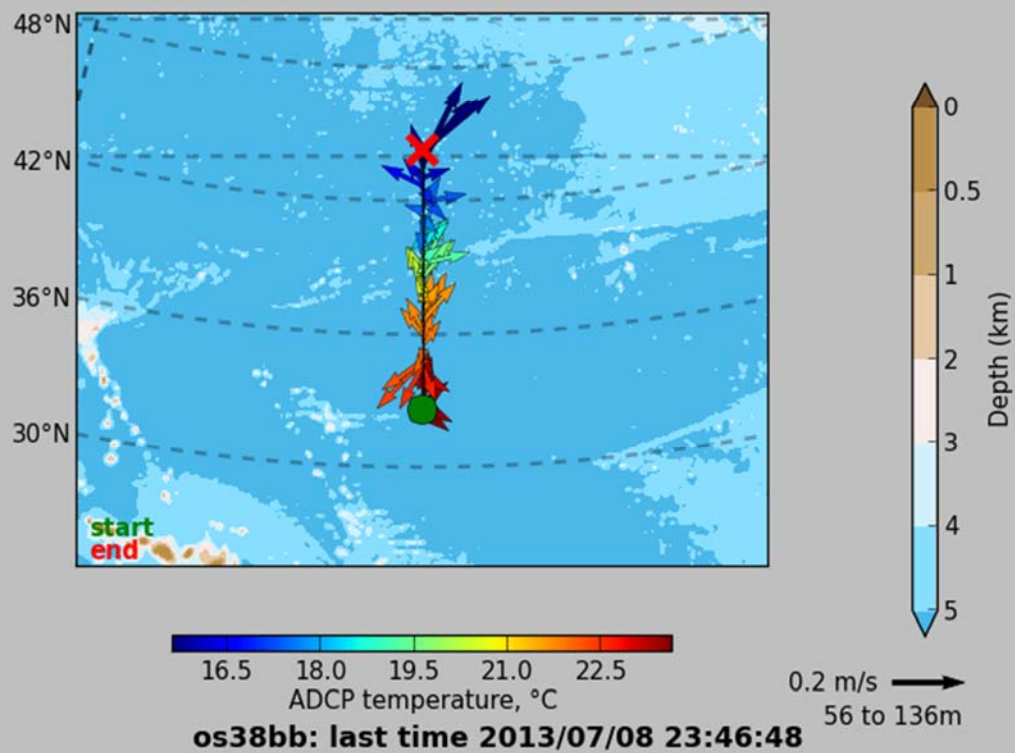 48°N
42°N
36°N
30°N
start
end
0
0.5
1
2
3
4
5
Depth (km)
16.5 18.0 19.5 21.0 22.5
ADCP temperature, °C
0.2 m/s
56 to 136m
os38bb: last time 2013/07/08 23:46:48